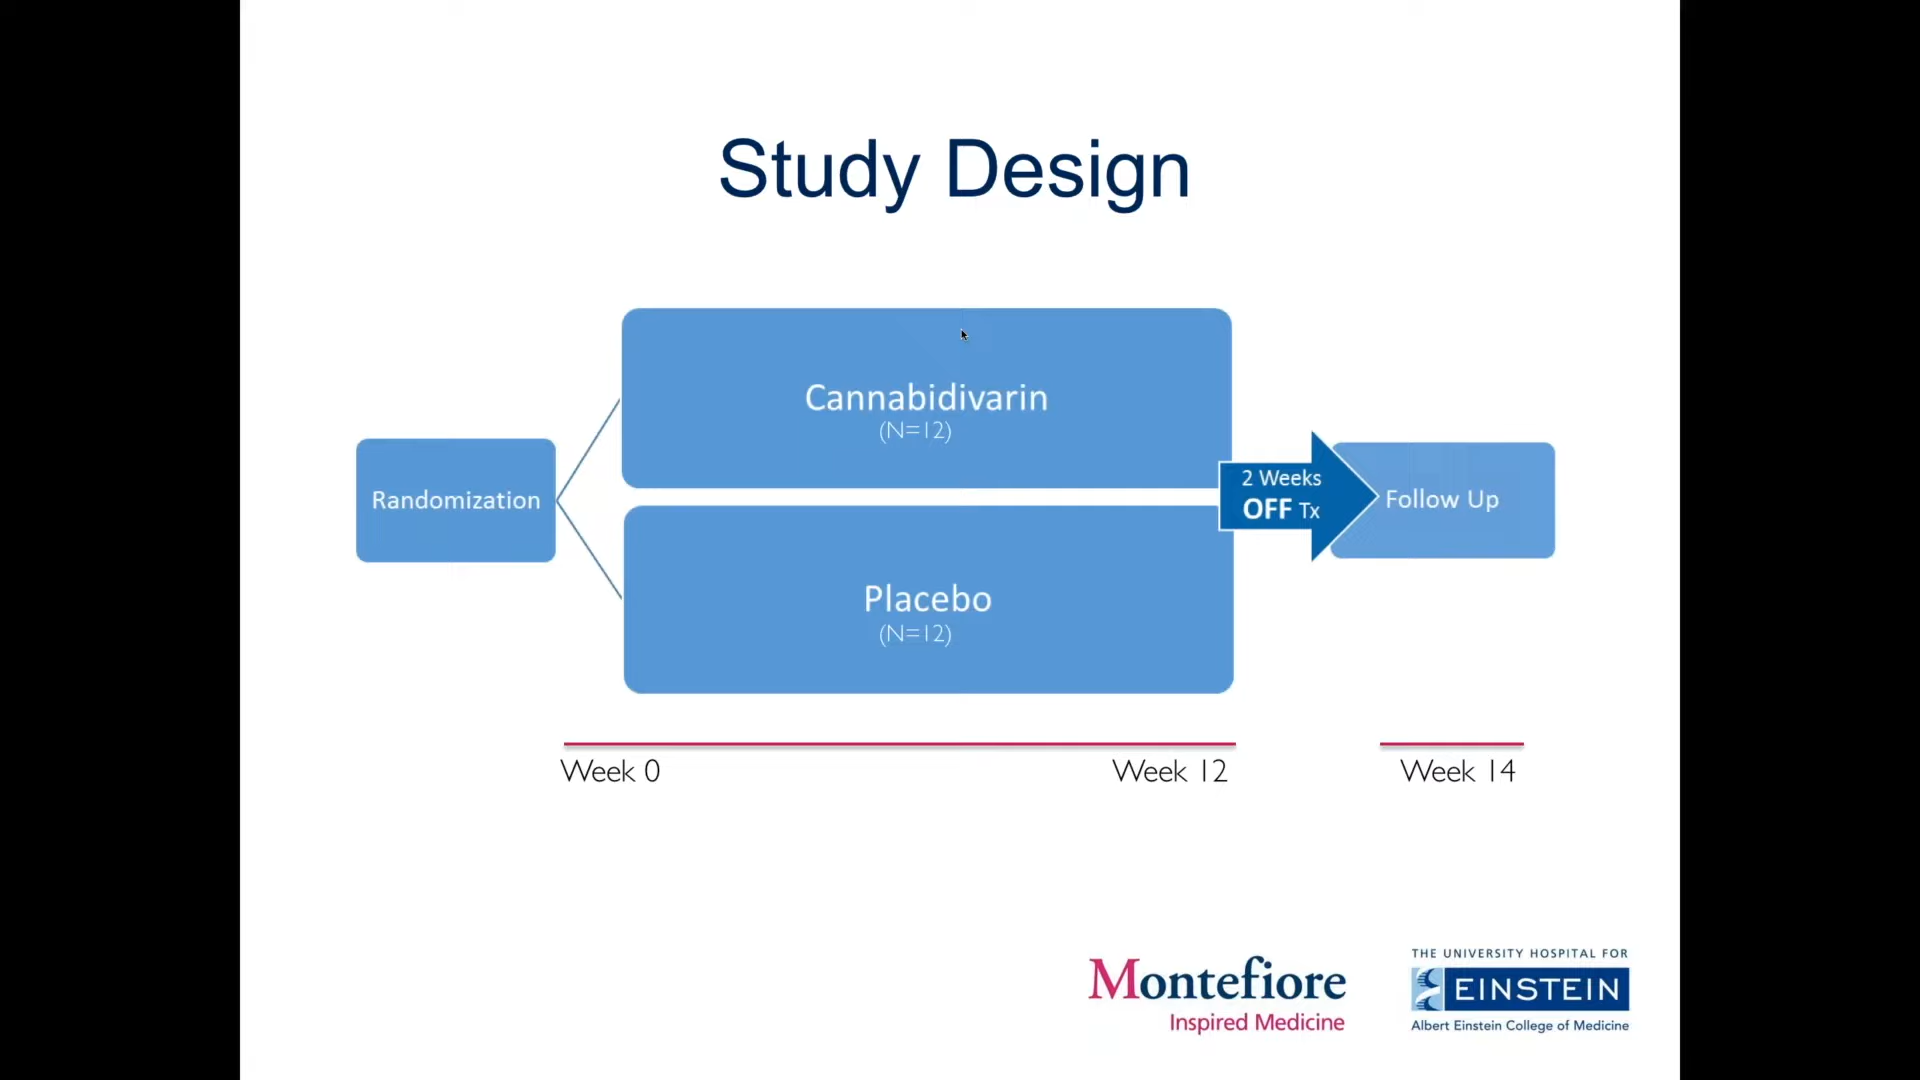 Study Design
Cannabidivarin
(N=12)
Randomization
2 Weeks
OFF Tx
Follow Up
Placebo
(N=12)
Week 0
Week 12
Week 14
Montefiore
Inspired Medicine
THE UNIVERSITY HOSPITAL FOR
EINSTEIN
Albert Einstein College of Medicine